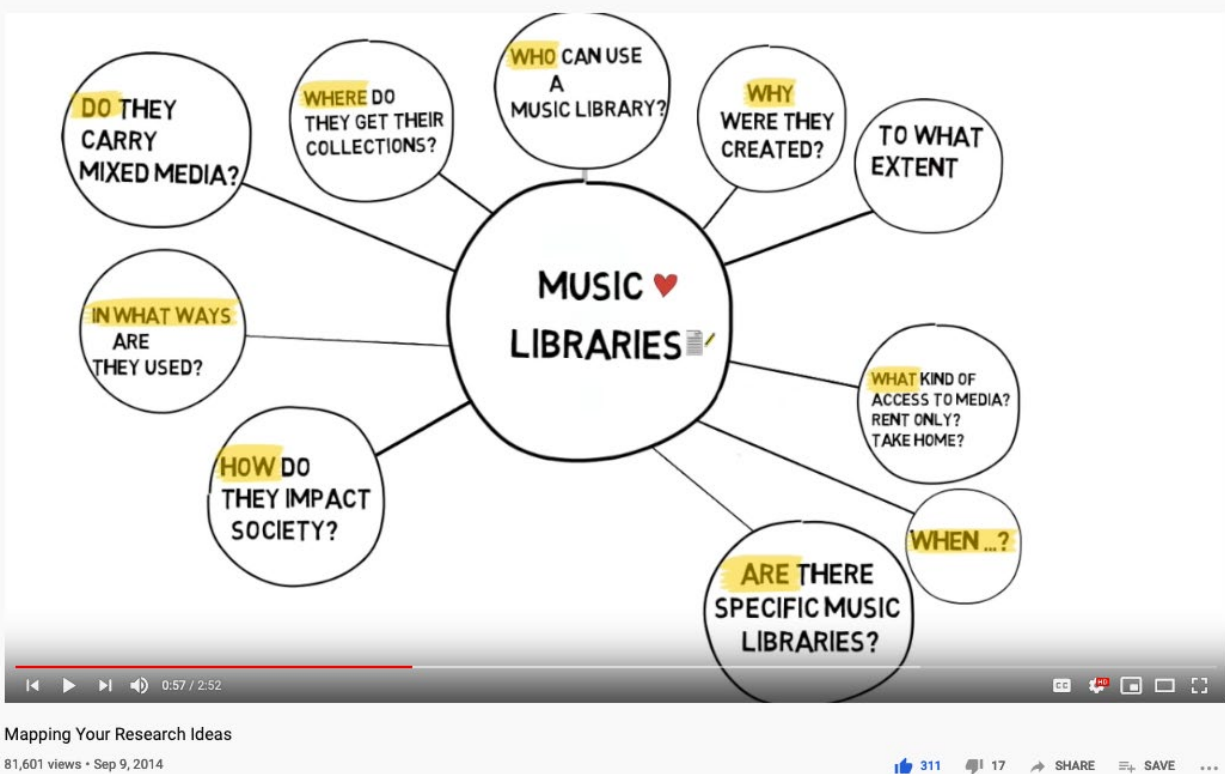 WHO CAN USE
A
MUSIC LIBRARY?
WHERE DO
THEY GET THEIR
COLLECTIONS?
WHY
WERE THEY
CREATED?
DO THEY
CARRY
MIXED MEDIA?
TO WHAT
EXTENT
MUSIC
LIBRARIES
IN WHAT WAYS
ARE
THEY USED?
WHAT KIND OF
ACCESS TO MEDIA?
RENT ONLY?
TAKE HOME?
HOW DO
THEY IMPACT
SOCIETY?
WHEN...?
ARE THERE
SPECIFIC MUSIC
LIBRARIES?
0:57 / 2:52
CC
HD
Mapping Your Research Ideas
81,601 views • Sep 9, 2014
311
17
SHARE
SAVE